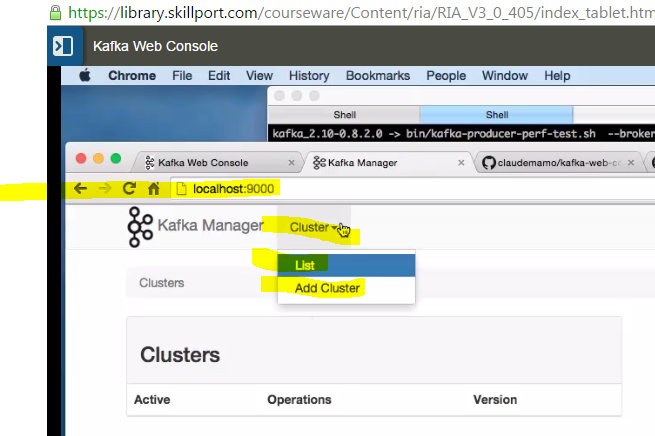 https://library.skillport.com/courseware/Content/ria/RIA_V3_0_405/index_tablet.htm
Kafka Web Console
Chrome File Edit View History Bookmarks People Window Help
Shell Shell
kafka_2.10-0.8.2.0 -> bin/kafka-producer-perf-test.sh --broker
Kafka Web Console × Kafka Manager × claudemamo/kafka-web-co ×
localhost:9000
Kafka Manager Cluster
List
Clusters
Add Cluster
Clusters
Active Operations Version